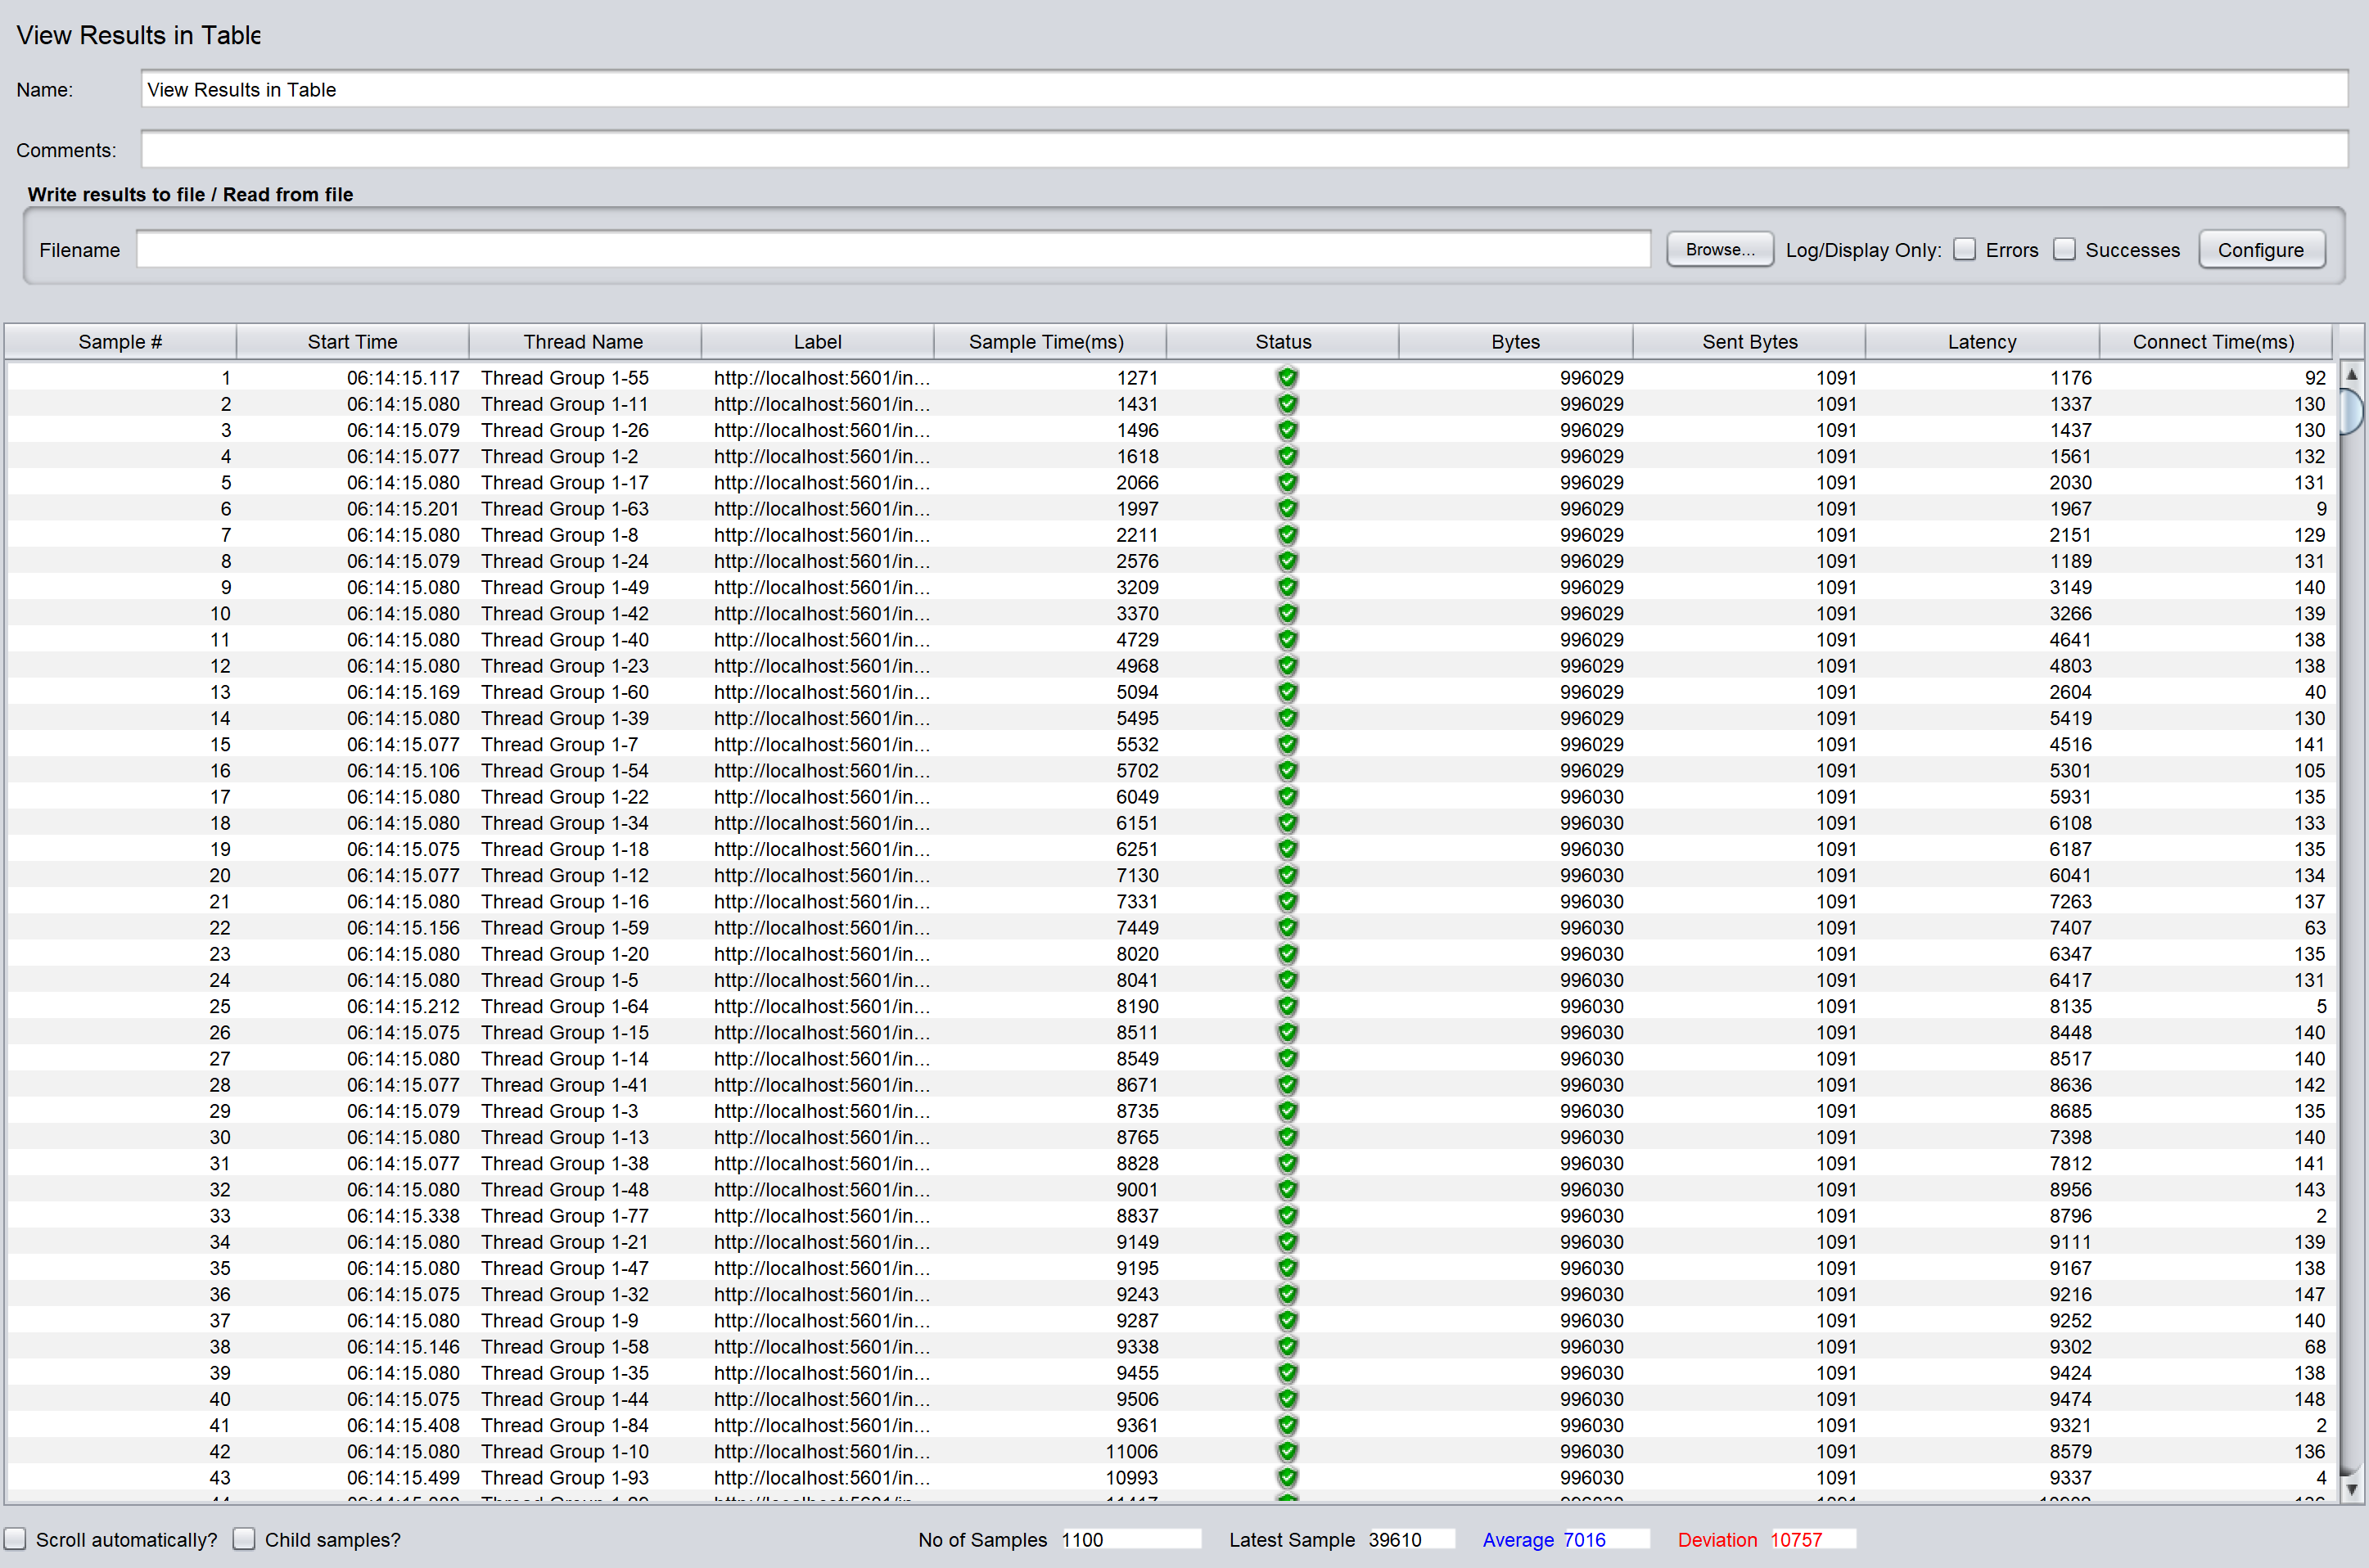 View Results in Table
Name: View Results in Table
Comments:
Write results to file / Read from file
Filename Browse... Log/Display Only: Errors Successes Configure
Sample # Start Time Thread Name Label Sample Time(ms) Status Bytes Sent Bytes Latency Connect Time(ms)
1 06:14:15.117 Thread Group 1-55 http://localhost:5601/in... 1271 996029 1091 1176 92
2 06:14:15.080 Thread Group 1-11 http://localhost:5601/in... 1431 996029 1091 1337 130
3 06:14:15.079 Thread Group 1-26 http://localhost:5601/in... 1496 996029 1091 1437 130
4 06:14:15.077 Thread Group 1-2 http://localhost:5601/in... 1618 996029 1091 1561 132
5 06:14:15.080 Thread Group 1-17 http://localhost:5601/in... 2066 996029 1091 2030 131
6 06:14:15.201 Thread Group 1-63 http://localhost:5601/in... 1997 996029 1091 1967 9
7 06:14:15.080 Thread Group 1-8 http://localhost:5601/in... 2211 996029 1091 2151 129
8 06:14:15.079 Thread Group 1-24 http://localhost:5601/in... 2576 996029 1091 1189 131
9 06:14:15.080 Thread Group 1-49 http://localhost:5601/in... 3209 996029 1091 3149 140
10 06:14:15.080 Thread Group 1-42 http://localhost:5601/in... 3370 996029 1091 3266 139
11 06:14:15.080 Thread Group 1-40 http://localhost:5601/in... 4729 996029 1091 4641 138
12 06:14:15.080 Thread Group 1-23 http://localhost:5601/in... 4968 996029 1091 4803 138
13 06:14:15.169 Thread Group 1-60 http://localhost:5601/in... 5094 996029 1091 2604 40
14 06:14:15.080 Thread Group 1-39 http://localhost:5601/in... 5495 996029 1091 5419 130
15 06:14:15.077 Thread Group 1-7 http://localhost:5601/in... 5532 996029 1091 4516 141
16 06:14:15.106 Thread Group 1-54 http://localhost:5601/in... 5702 996029 1091 5301 105
17 06:14:15.080 Thread Group 1-22 http://localhost:5601/in... 6049 996030 1091 5931 135
18 06:14:15.080 Thread Group 1-34 http://localhost:5601/in... 6151 996030 1091 6108 133
19 06:14:15.075 Thread Group 1-18 http://localhost:5601/in... 6251 996030 1091 6187 135
20 06:14:15.077 Thread Group 1-12 http://localhost:5601/in... 7130 996030 1091 6041 134
21 06:14:15.080 Thread Group 1-16 http://localhost:5601/in... 7331 996030 1091 7263 137
22 06:14:15.156 Thread Group 1-59 http://localhost:5601/in... 7449 996030 1091 7407 63
23 06:14:15.080 Thread Group 1-20 http://localhost:5601/in... 8020 996030 1091 6347 135
24 06:14:15.080 Thread Group 1-5 http://localhost:5601/in... 8041 996030 1091 6417 131
25 06:14:15.212 Thread Group 1-64 http://localhost:5601/in... 8190 996030 1091 8135 5
26 06:14:15.075 Thread Group 1-15 http://localhost:5601/in... 8511 996030 1091 8448 140
27 06:14:15.080 Thread Group 1-14 http://localhost:5601/in... 8549 996030 1091 8517 140
28 06:14:15.077 Thread Group 1-41 http://localhost:5601/in... 8671 996030 1091 8636 142
29 06:14:15.079 Thread Group 1-3 http://localhost:5601/in... 8735 996030 1091 8685 135
30 06:14:15.080 Thread Group 1-13 http://localhost:5601/in... 8765 996030 1091 7398 140
31 06:14:15.077 Thread Group 1-38 http://localhost:5601/in... 8828 996030 1091 7812 141
32 06:14:15.080 Thread Group 1-48 http://localhost:5601/in... 9001 996030 1091 8956 143
33 06:14:15.338 Thread Group 1-77 http://localhost:5601/in... 8837 996030 1091 8796 2
34 06:14:15.080 Thread Group 1-21 http://localhost:5601/in... 9149 996030 1091 9111 139
35 06:14:15.080 Thread Group 1-47 http://localhost:5601/in... 9195 996030 1091 9167 138
36 06:14:15.075 Thread Group 1-32 http://localhost:5601/in... 9243 996030 1091 9216 147
37 06:14:15.080 Thread Group 1-9 http://localhost:5601/in... 9287 996030 1091 9252 140
38 06:14:15.146 Thread Group 1-58 http://localhost:5601/in... 9338 996030 1091 9302 68
39 06:14:15.080 Thread Group 1-35 http://localhost:5601/in... 9455 996030 1091 9424 138
40 06:14:15.075 Thread Group 1-44 http://localhost:5601/in... 9506 996030 1091 9474 148
41 06:14:15.408 Thread Group 1-84 http://localhost:5601/in... 9361 996030 1091 9321 2
42 06:14:15.080 Thread Group 1-10 http://localhost:5601/in... 11006 996030 1091 8579 136
43 06:14:15.499 Thread Group 1-93 http://localhost:5601/in... 10993 996030 1091 9337 4
Scroll automatically? Child samples? No of Samples 1100 Latest Sample 39610 Average 7016 Deviation 10757